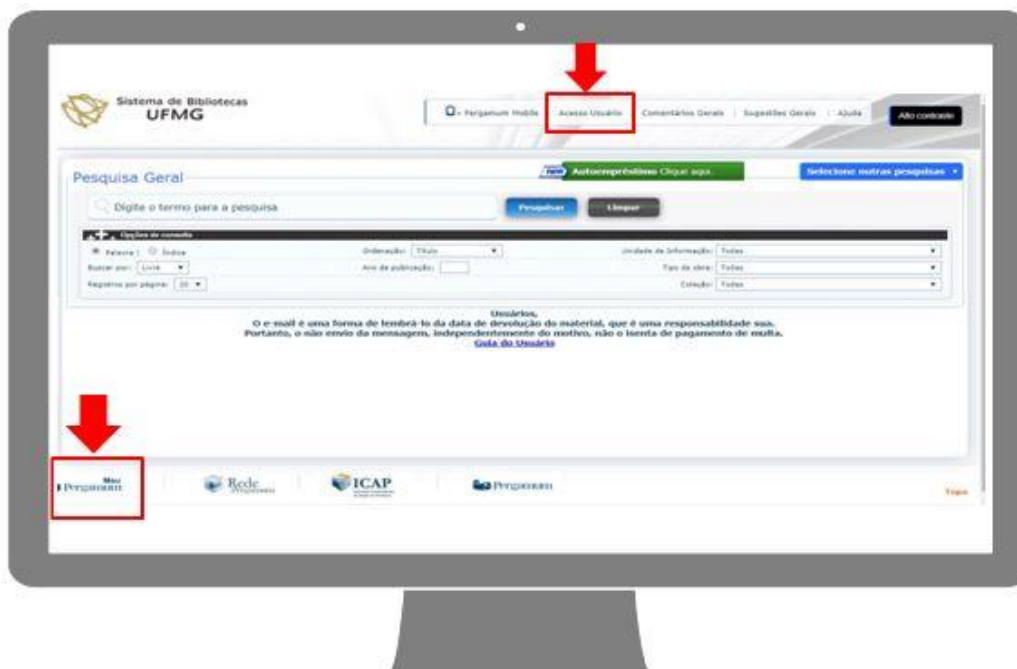 Sistema de Bibliotecas
UFMG
Pergamum Mobile
Acesso Usuário
Comentários Gerais
Sugestões Gerais
Ajuda
Alto contraste
Pesquisa Geral
new Autoempréstimo Clique aqui.
Selecione outras pesquisas
Digite o termo para a pesquisa
Pesquisar
Limpar
Opções de consulta
Palavra | Índice
Ordenação: Título
Unidade de Informação: Todas
Buscar por: Livre
Ano de publicação:
Tipo de obra: Todas
Registros por página: 20
Coleção: Todas
Usuários,
O e-mail é uma forma de lembrá-lo da data de devolução do material, que é uma responsabilidade sua.
Portanto, o não envio da mensagem, independentemente do motivo, não o isenta de pagamento de multa.
Guia do Usuário
Meu
Pergamum
Rede
Pergamum
ICAP
Pergamum
Topo